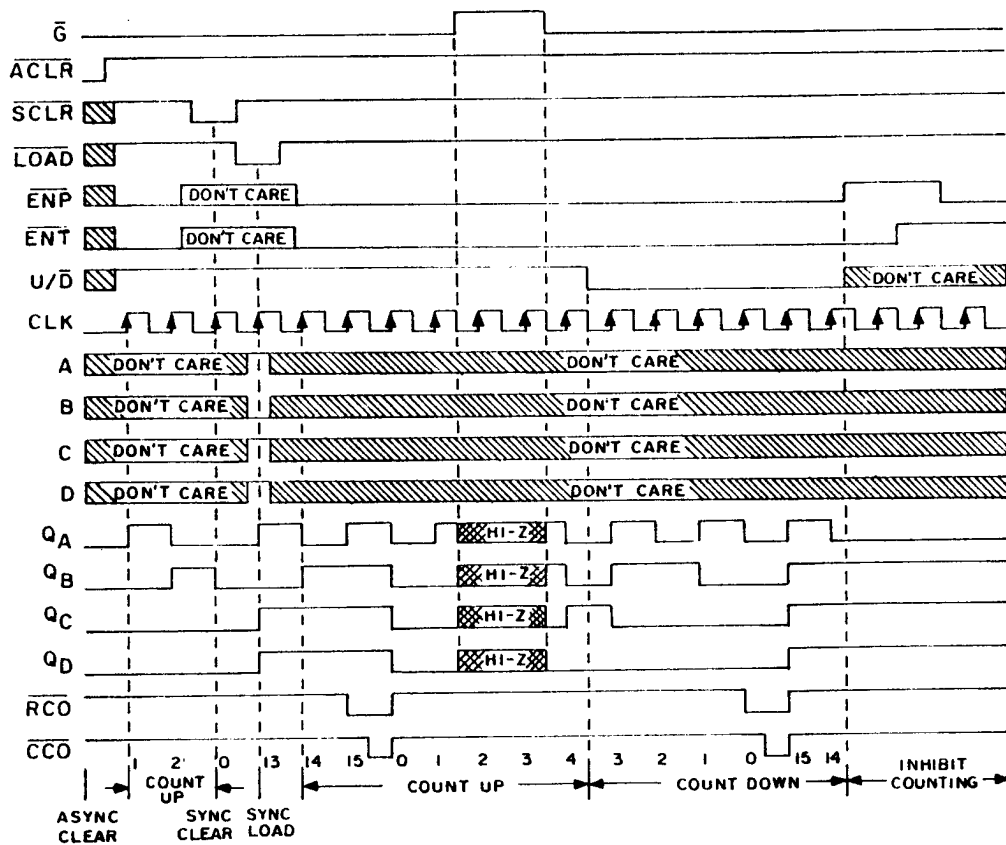 G̅
A̅C̅L̅R̅
S̅C̅L̅R̅
L̅O̅A̅D̅
E̅N̅P̅ DON'T CARE
E̅N̅T̅ DON'T CARE
U/D̅ DON'T CARE
CLK
A DON'T CARE DON'T CARE
B DON'T CARE DON'T CARE
C DON'T CARE DON'T CARE
D DON'T CARE DON'T CARE
QA HI-Z
QB HI-Z
QC HI-Z
QD HI-Z
R̅C̅O̅
C̅C̅O̅
1 2 0 13 14 15 0 1 2 3 4 3 2 1 0 15 14
COUNT UP
COUNT UP
COUNT DOWN
INHIBIT COUNTING
ASYNC CLEAR
SYNC CLEAR
SYNC LOAD